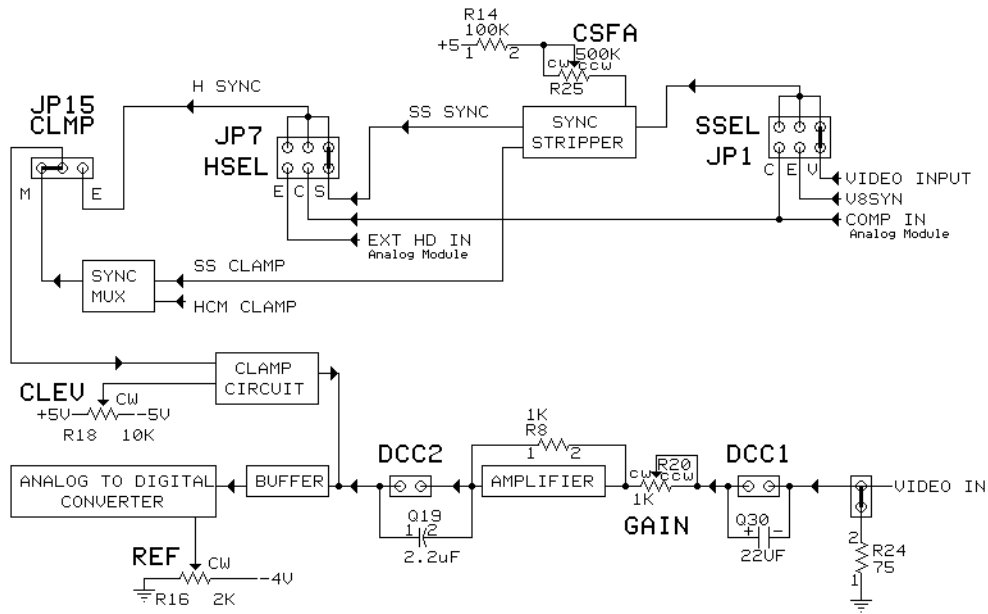 R14
100K
+5
1 2
CSFA
500K
CW CCW
R25
H SYNC
SS SYNC
SYNC
STRIPPER
JP15
CLMP
JP7
HSEL
SSEL
JP1
M E
E C S
C E V
VIDEO INPUT
V8SYN
COMP IN
Analog Module
EXT HD IN
Analog Module
SS CLAMP
SYNC
MUX
HCM CLAMP
CLAMP
CIRCUIT
CLEV
CW
+5V -5V
R18 10K
1K
R8
1 2
DCC2
DCC1
R20
CW CCW
1K
GAIN
ANALOG TO DIGITAL
CONVERTER
BUFFER
AMPLIFIER
VIDEO IN
Q19
1 2
2.2uF
Q30
+ -
22UF
2
R24
75
1
REF
CW
-4V
R16 2K